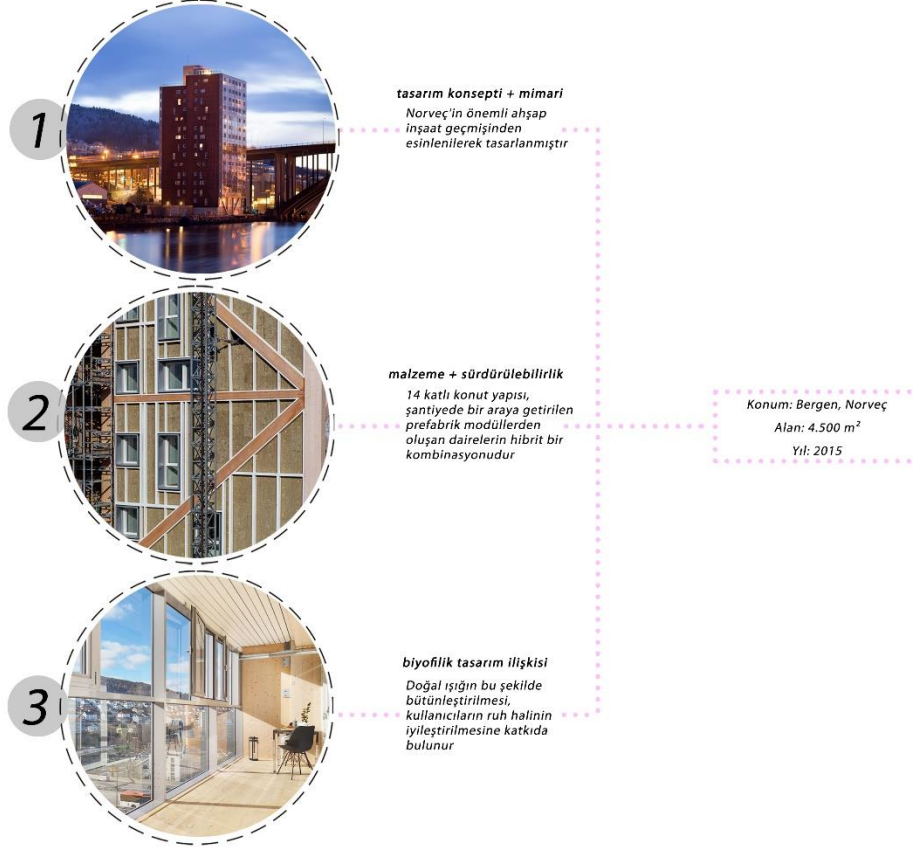 1
tasarım konsepti + mimari
Norveç'in önemli ahşap
inşaat geçmişinden
esinlenilerek tasarlanmıştır
2
malzeme + sürdürülebilirlik
14 katlı konut yapısı,
şantiyede bir araya getirilen
prefabrik modüllerden
oluşan dairelerin hibrit bir
kombinasyonudur
Konum: Bergen, Norveç
Alan: 4.500 m²
Yıl: 2015
3
biyofilik tasarım ilişkisi
Doğal ışığın bu şekilde
bütünleştirilmesi,
kullanıcıların ruh halinin
iyileştirilmesine katkıda
bulunur